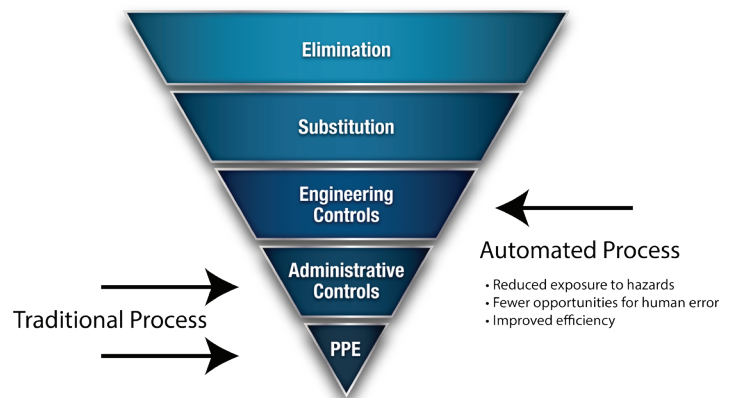 Elimination
Substitution
Engineering
Controls
Administrative
Controls
PPE
Traditional Process
Automated Process
• Reduced exposure to hazards
• Fewer opportunities for human error
• Improved efficiency